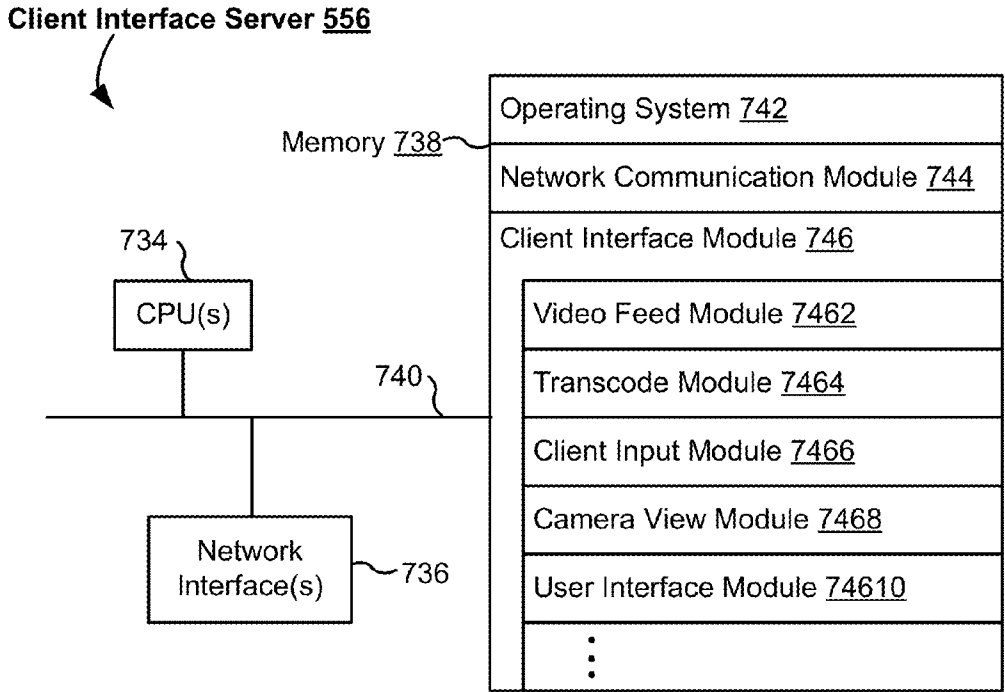 Client Interface Server 556
Operating System 742
Memory 738
Network Communication Module 744
Client Interface Module 746
734
CPU(s)
Video Feed Module 7462
740
Transcode Module 7464
Client Input Module 7466
Camera View Module 7468
Network
Interface(s)
736
User Interface Module 74610